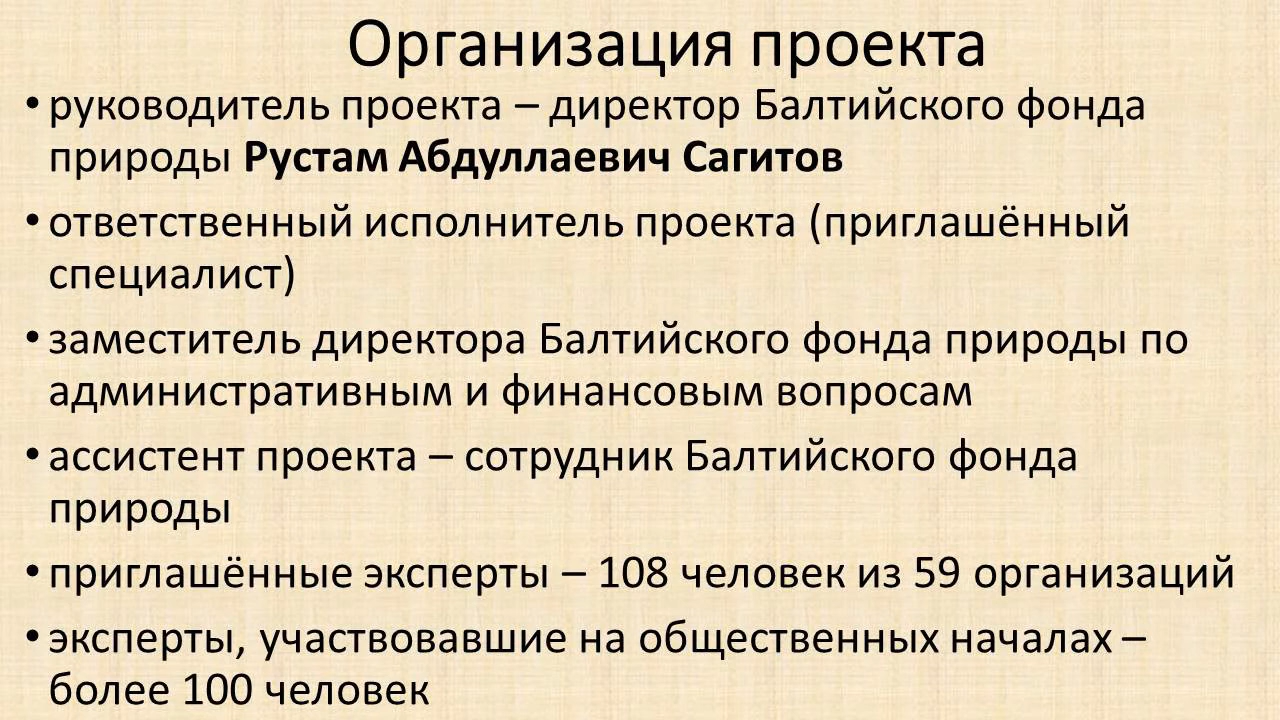 Организация проекта
• руководитель проекта – директор Балтийского фонда
природы Рустам Абдуллаевич Сагитов
• ответственный исполнитель проекта (приглашённый
специалист)
• заместитель директора Балтийского фонда природы по
административным и финансовым вопросам
• ассистент проекта – сотрудник Балтийского фонда
природы
• приглашённые эксперты – 108 человек из 59 организаций
• эксперты, участвовавшие на общественных началах –
более 100 человек